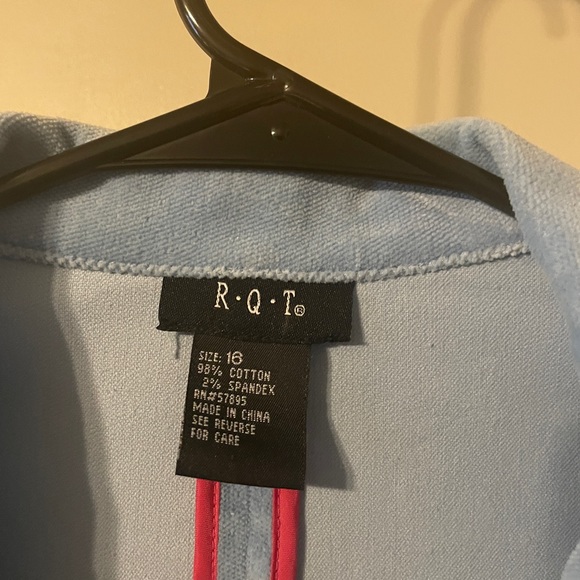 R·Q·T®
SIZE: 16
98% COTTON
2% SPANDEX
RN#57895
MADE IN CHINA
SEE REVERSE
FOR CARE